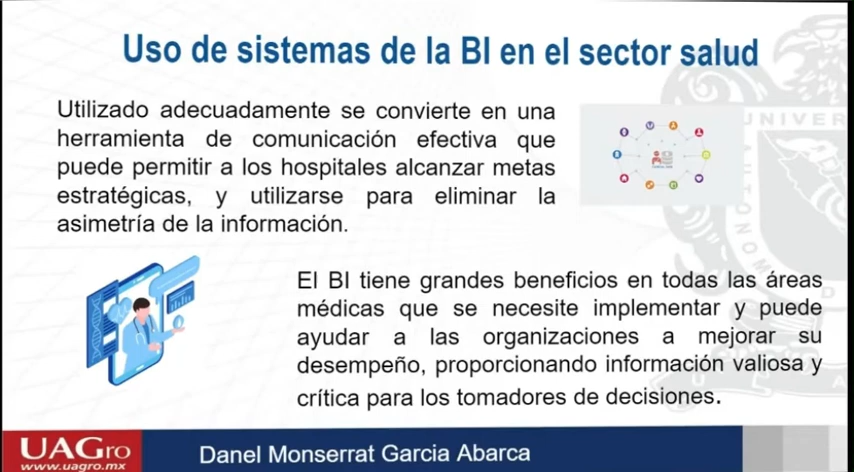 Uso de sistemas de la BI en el sector salud
Utilizado adecuadamente se convierte en una
herramienta de comunicación efectiva que
puede permitir a los hospitales alcanzar metas
estratégicas, y utilizarse para eliminar la
asimetría de la información.
El BI tiene grandes beneficios en todas las áreas
médicas que se necesite implementar y puede
ayudar a las organizaciones a mejorar su
desempeño, proporcionando información valiosa y
crítica para los tomadores de decisiones.
UAGro
www.uagro.mx
Danel Monserrat Garcia Abarca
UNIVER
AUTONOM